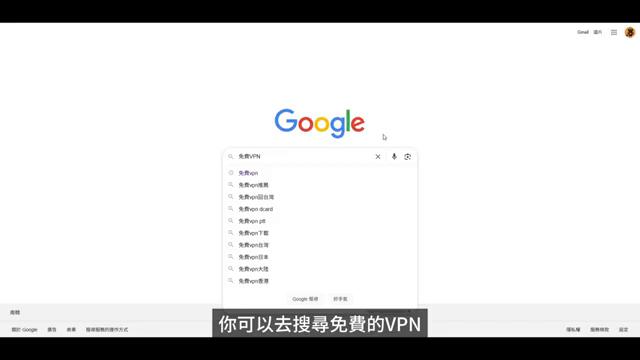 Gmail 圖片
Google
免費VPN
免費vpn
免費vpn推薦
免費vpn回台灣
免費vpn dcard
免費vpn ptt
免費vpn下載
免費vpn台灣
免費vpn日本
免費vpn大陸
免費vpn香港
Google 搜尋 好手氣
你可以去搜尋免費的VPN
關於 Google 廣告 商業 搜尋服務的運作方式 隱私權 服務條款 設定